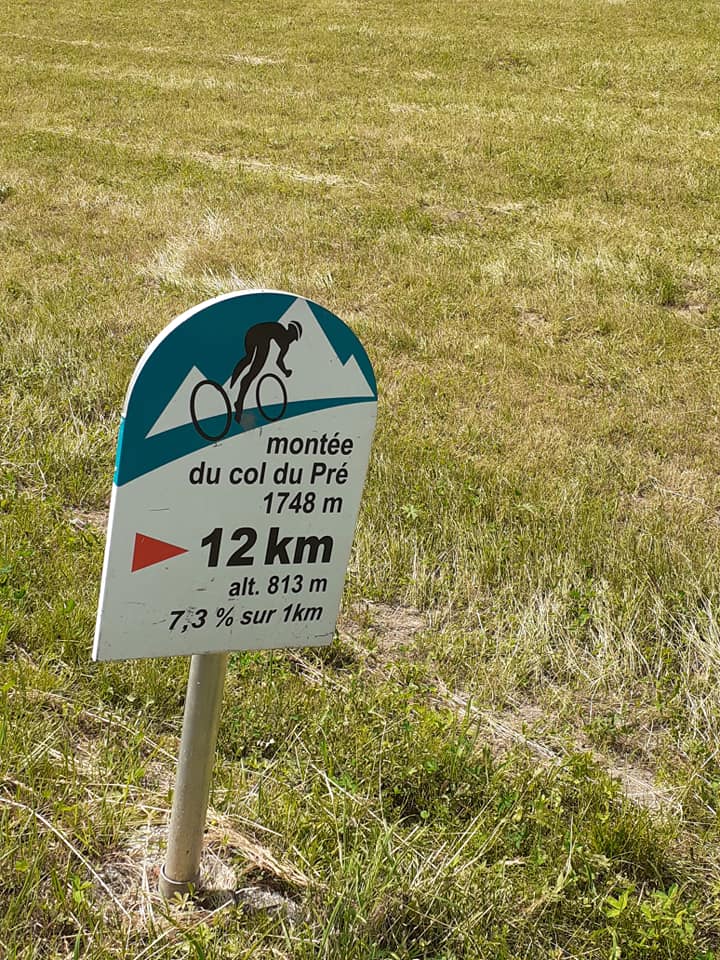 montée
du col du Pré
1748 m
12 km
alt. 813 m
7,3 % sur 1km